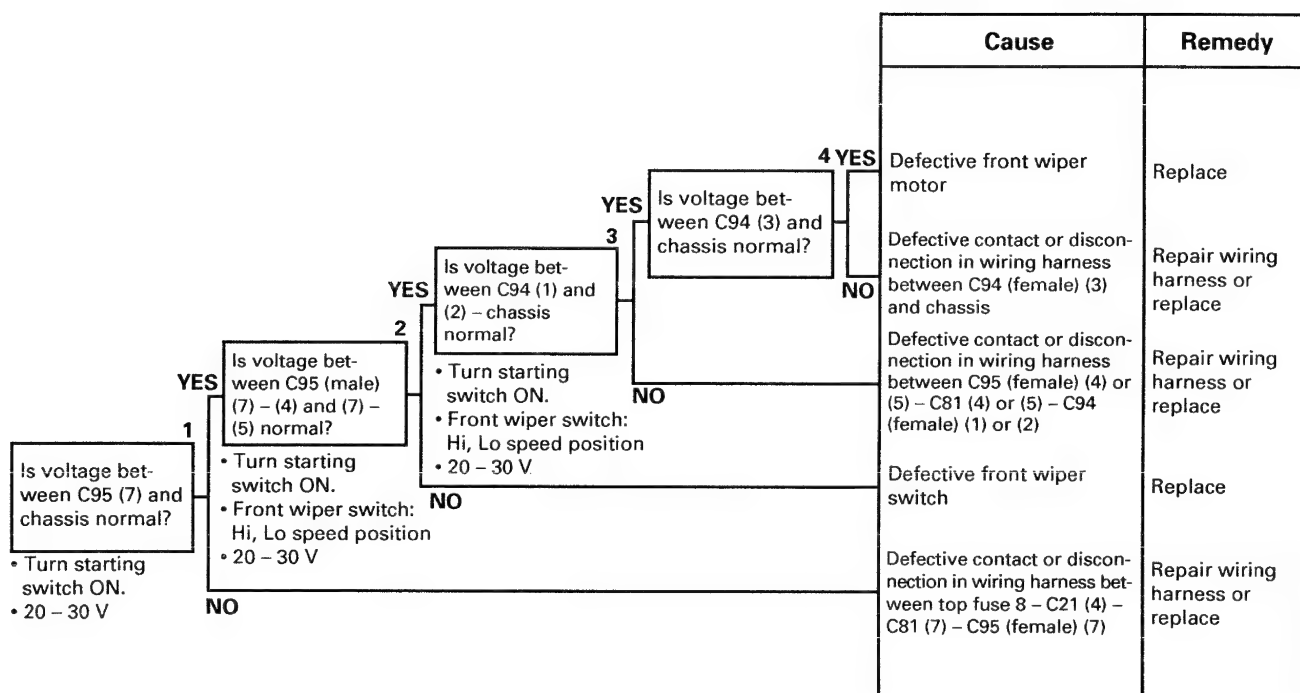 Cause
Remedy
4 YES
Defective front wiper
motor
Replace
YES
Is voltage bet-
ween C94 (3) and
chassis normal?
NO
Defective contact or discon-
nection in wiring harness
between C94 (female) (3)
and chassis
Repair wiring
harness or
replace
3
YES
Is voltage bet-
ween C94 (1) and
(2) – chassis
normal?
• Turn starting
switch ON.
• Front wiper switch:
Hi, Lo speed position
• 20 – 30 V
NO
Defective contact or discon-
nection in wiring harness
between C95 (female) (4) or
(5) – C81 (4) or (5) – C94
(female) (1) or (2)
Repair wiring
harness or
replace
2
YES
Is voltage bet-
ween C95 (male)
(7) – (4) and (7) –
(5) normal?
• Turn starting
switch ON.
• Front wiper switch:
Hi, Lo speed position
• 20 – 30 V
NO
Defective front wiper
switch
Replace
1
Is voltage bet-
ween C95 (7) and
chassis normal?
• Turn starting
switch ON.
• 20 – 30 V
NO
Defective contact or discon-
nection in wiring harness bet-
ween top fuse 8 – C21 (4) –
C81 (7) – C95 (female) (7)
Repair wiring
harness or
replace